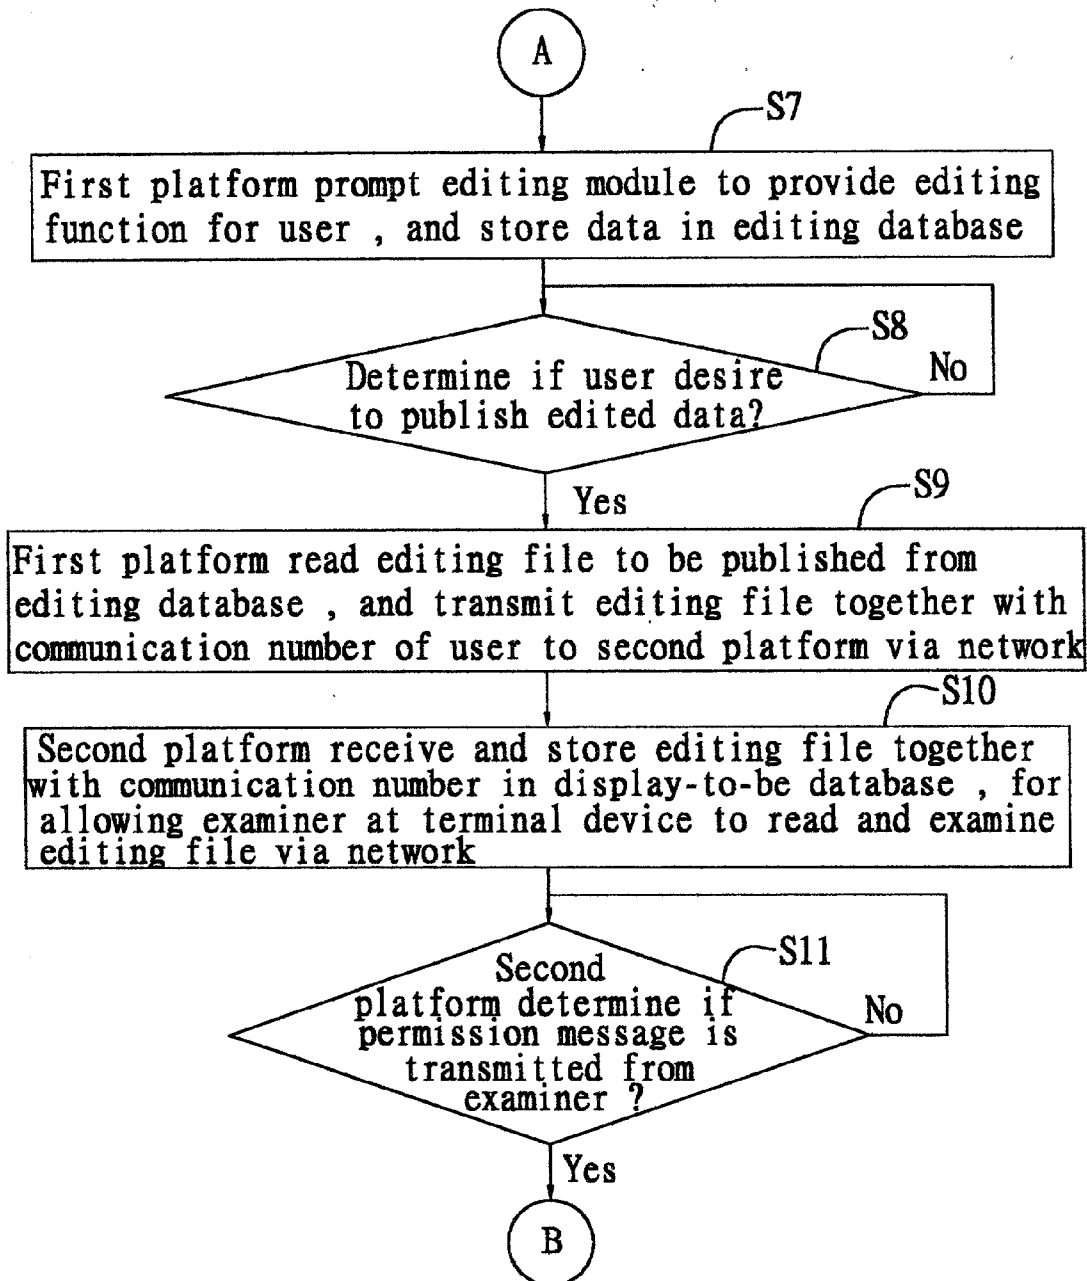 A
S7
First platform prompt editing module to provide editing
function for user , and store data in editing database
S8
Determine if user desire
to publish edited data?
No
Yes
S9
First platform read editing file to be published from
editing database , and transmit editing file together with
communication number of user to second platform via network
S10
Second platform receive and store editing file together
with communication number in display-to-be database , for
allowing examiner at terminal device to read and examine
editing file via network
S11
Second
platform determine if
permission message is
transmitted from
examiner ?
No
Yes
B